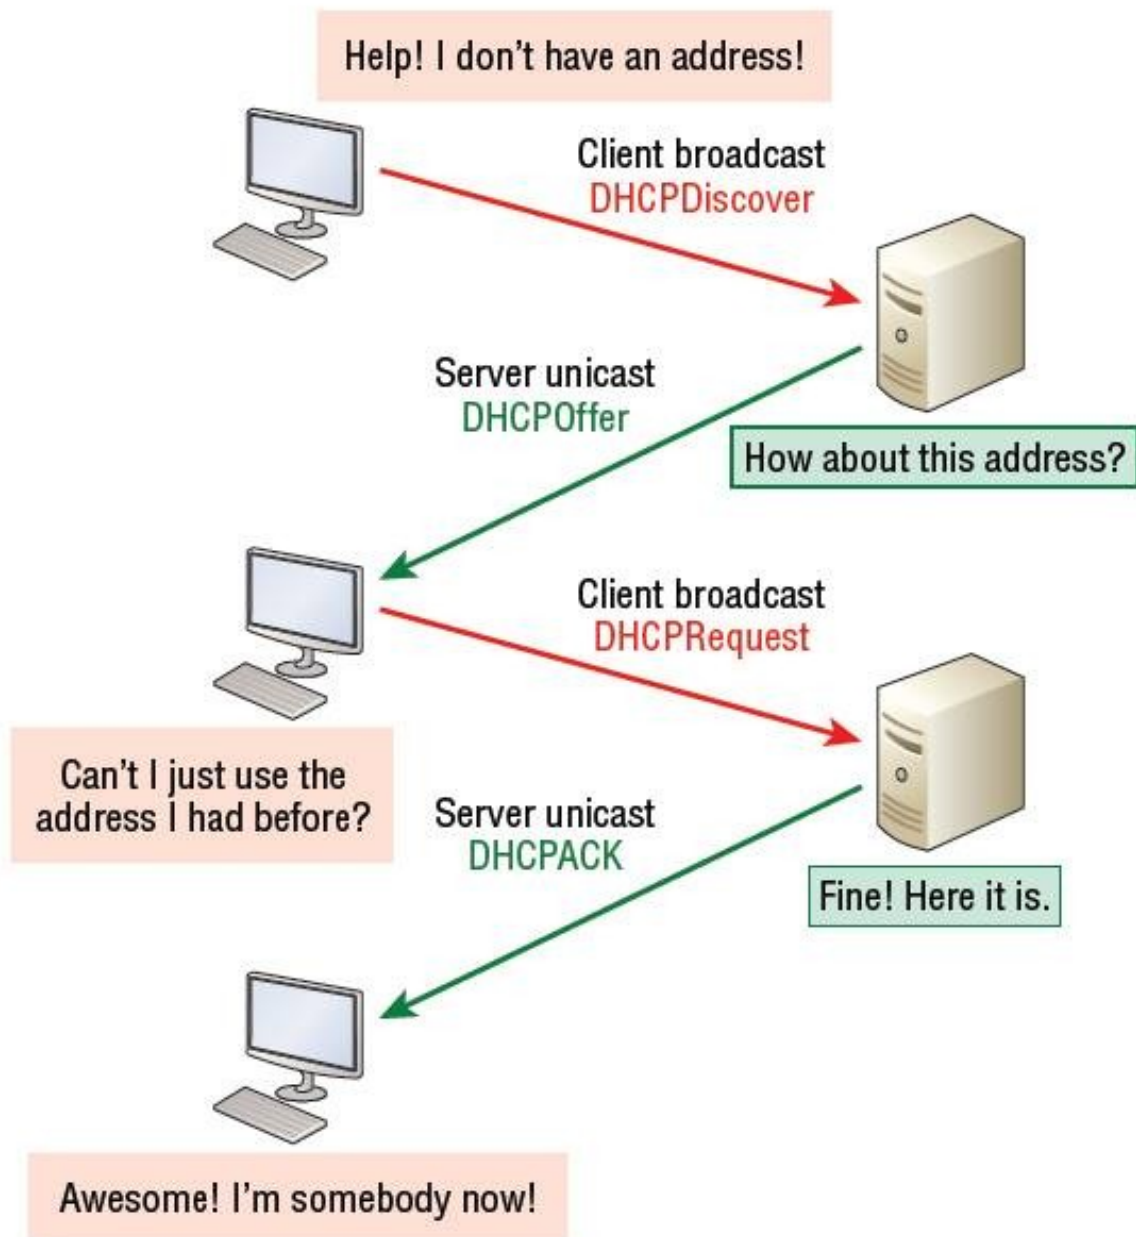 Help! I don't have an address!
Client broadcast
DHCPDiscover
Server unicast
DHCPOffer
How about this address?
Client broadcast
DHCPRequest
Can't I just use the
address I had before?
Server unicast
DHCPACK
Fine! Here it is.
Awesome! I'm somebody now!